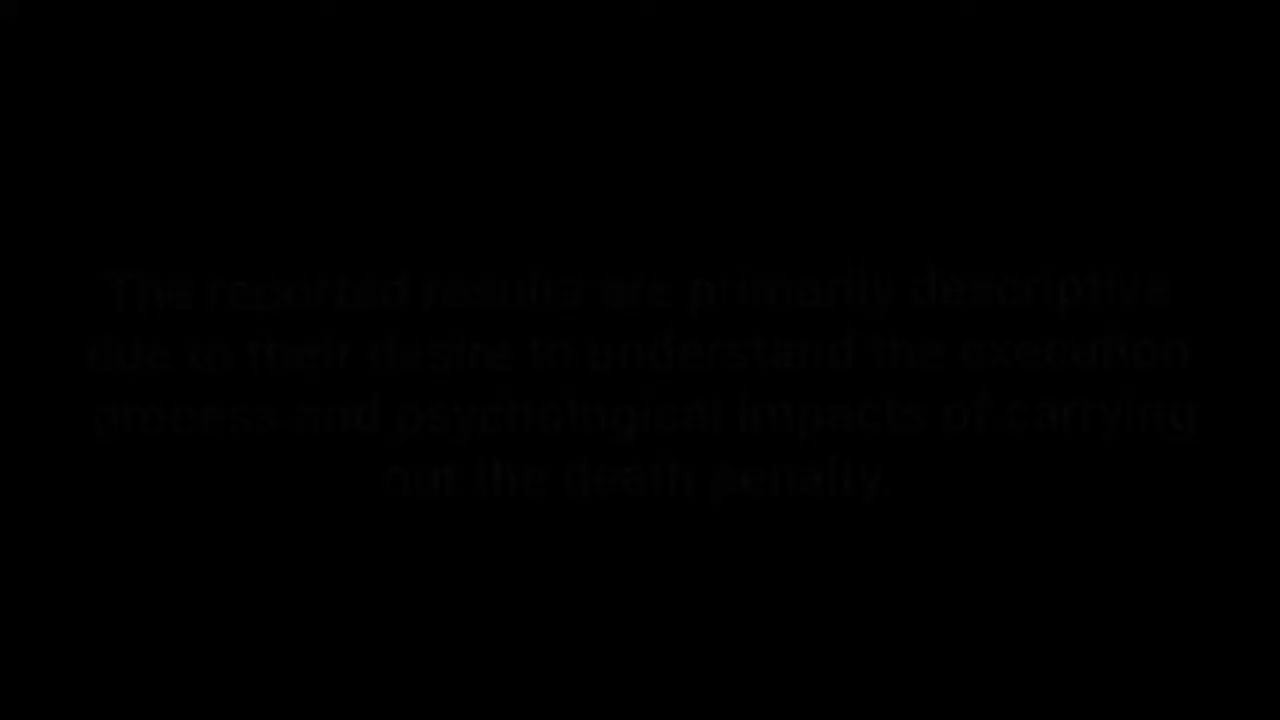 The reported results are primarily descriptive
due to their desire to understand the execution
process and psychological impacts of carrying
out the death penalty.